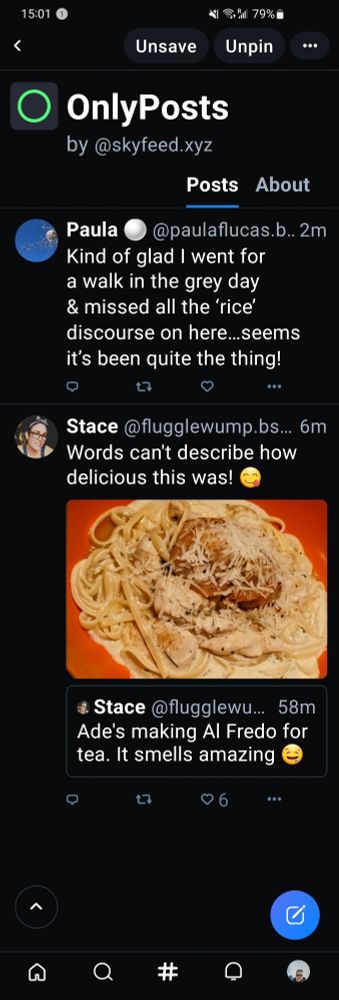 15:01 1 79%
Unsave Unpin
OnlyPosts
by @skyfeed.xyz
Posts About
Paula @paulaflucas.b.. 2m
Kind of glad I went for
a walk in the grey day
& missed all the ‘rice’
discourse on here…seems
it’s been quite the thing!
Stace @flugglewump.bs... 6m
Words can't describe how
delicious this was! 😋
Stace @flugglewu... 58m
Ade's making Al Fredo for
tea. It smells amazing 🤤
6